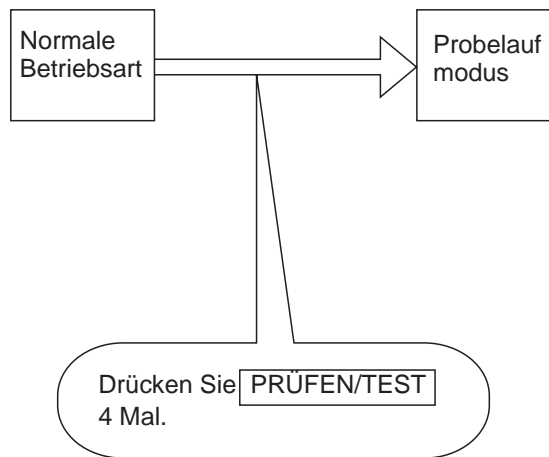 Normale
Betriebsart
Probelauf
modus
Drücken Sie PRÜFEN/TEST
4 Mal.